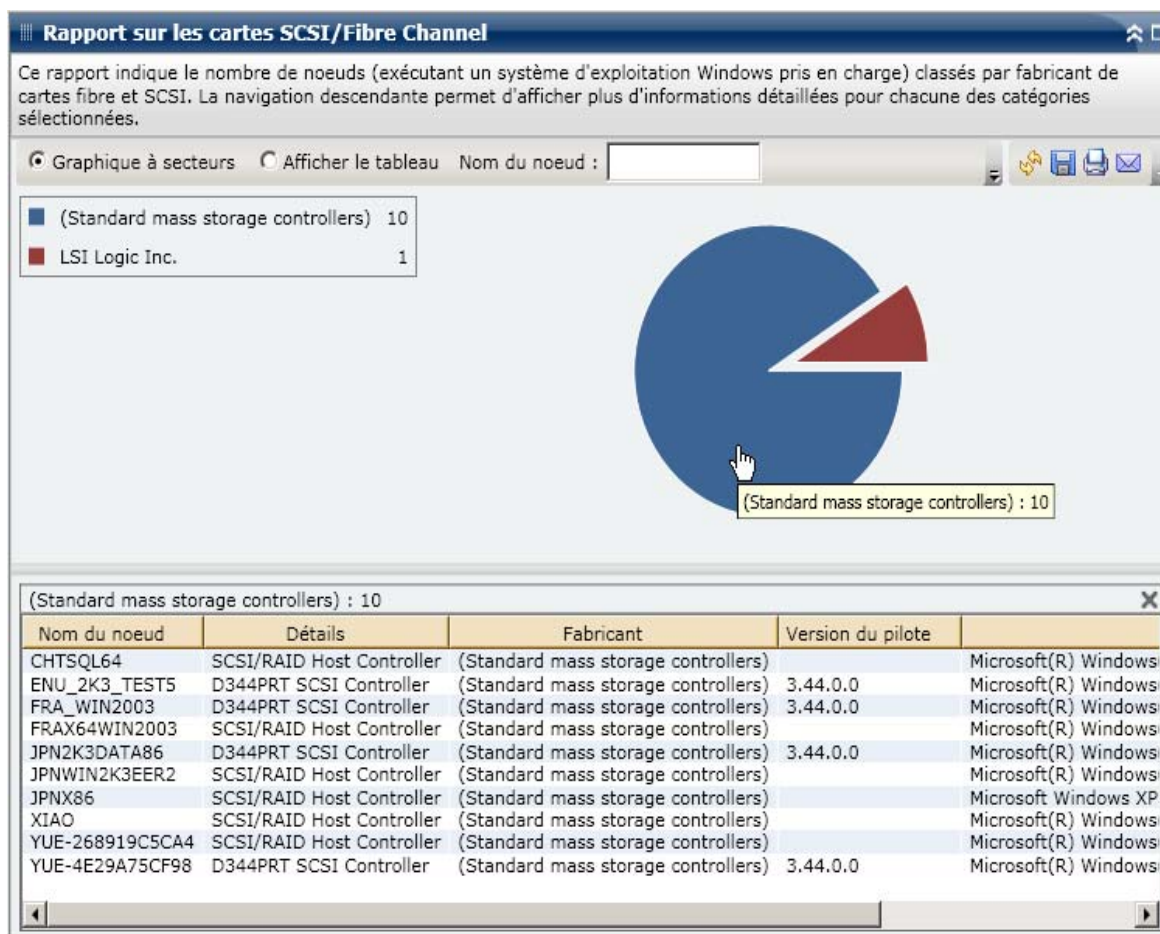 Rapport sur les cartes SCSI/Fibre Channel
Ce rapport indique le nombre de noeuds (exécutant un système d'exploitation Windows pris en charge) classés par fabricant de
cartes fibre et SCSI. La navigation descendante permet d'afficher plus d'informations détaillées pour chacune des catégories
sélectionnées.
Graphique à secteurs Afficher le tableau Nom du noeud :
(Standard mass storage controllers) 10
LSI Logic Inc. 1
(Standard mass storage controllers) : 10
(Standard mass storage controllers) : 10
Nom du noeud Détails Fabricant Version du pilote
CHTSQL64 SCSI/RAID Host Controller (Standard mass storage controllers) Microsoft(R) Windows
ENU_2K3_TEST5 D344PRT SCSI Controller (Standard mass storage controllers) 3.44.0.0 Microsoft(R) Windows
FRA_WIN2003 D344PRT SCSI Controller (Standard mass storage controllers) 3.44.0.0 Microsoft(R) Windows
FRAX64WIN2003 SCSI/RAID Host Controller (Standard mass storage controllers) Microsoft(R) Windows
JPN2K3DATA86 D344PRT SCSI Controller (Standard mass storage controllers) 3.44.0.0 Microsoft(R) Windows
JPNWIN2K3EER2 SCSI/RAID Host Controller (Standard mass storage controllers) Microsoft(R) Windows
JPNX86 SCSI/RAID Host Controller (Standard mass storage controllers) Microsoft Windows XP
XIAO SCSI/RAID Host Controller (Standard mass storage controllers) Microsoft(R) Windows
YUE-268919C5CA4 SCSI/RAID Host Controller (Standard mass storage controllers) Microsoft(R) Windows
YUE-4E29A75CF98 D344PRT SCSI Controller (Standard mass storage controllers) 3.44.0.0 Microsoft(R) Windows